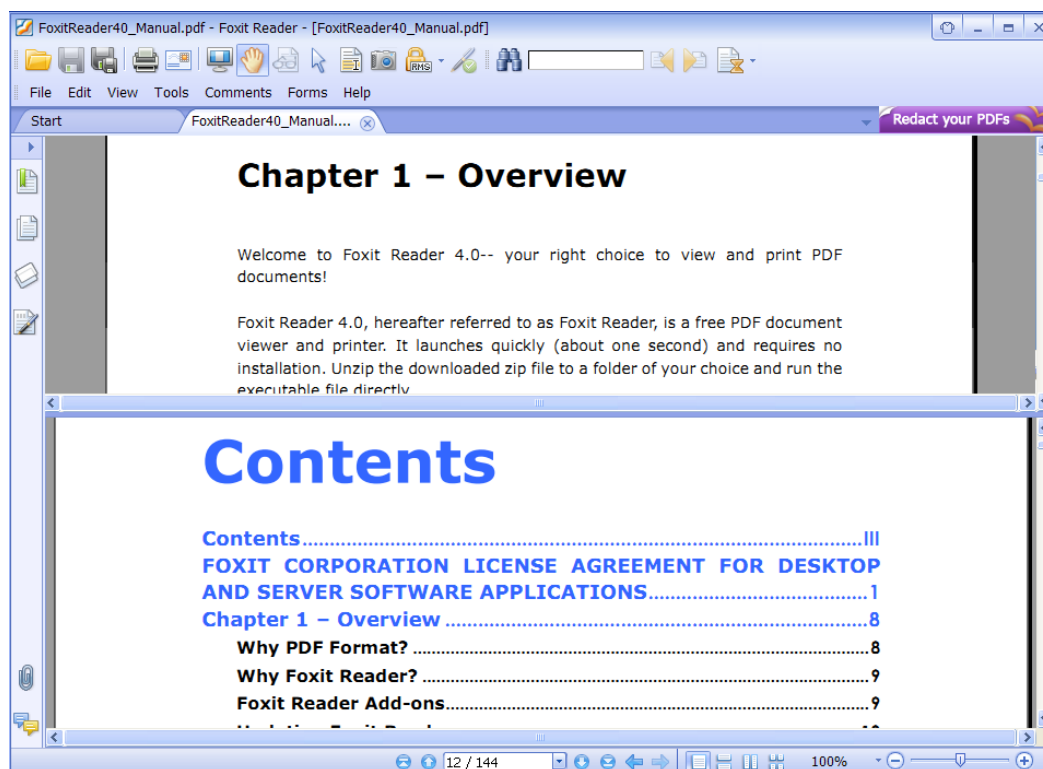 FoxitReader40_Manual.pdf - Foxit Reader - [FoxitReader40_Manual.pdf]
RMS
File Edit View Tools Comments Forms Help
Start FoxitReader40_Manual.... Redact your PDFs
Chapter 1 – Overview
Welcome to Foxit Reader 4.0-- your right choice to view and print PDF
documents!
Foxit Reader 4.0, hereafter referred to as Foxit Reader, is a free PDF document
viewer and printer. It launches quickly (about one second) and requires no
installation. Unzip the downloaded zip file to a folder of your choice and run the
executable file directly
Contents
Contents....................III
FOXIT CORPORATION LICENSE AGREEMENT FOR DESKTOP
AND SERVER SOFTWARE APPLICATIONS....................1
Chapter 1 – Overview....................8
Why PDF Format?....................8
Why Foxit Reader?....................9
Foxit Reader Add-ons....................9
12 / 144 100%